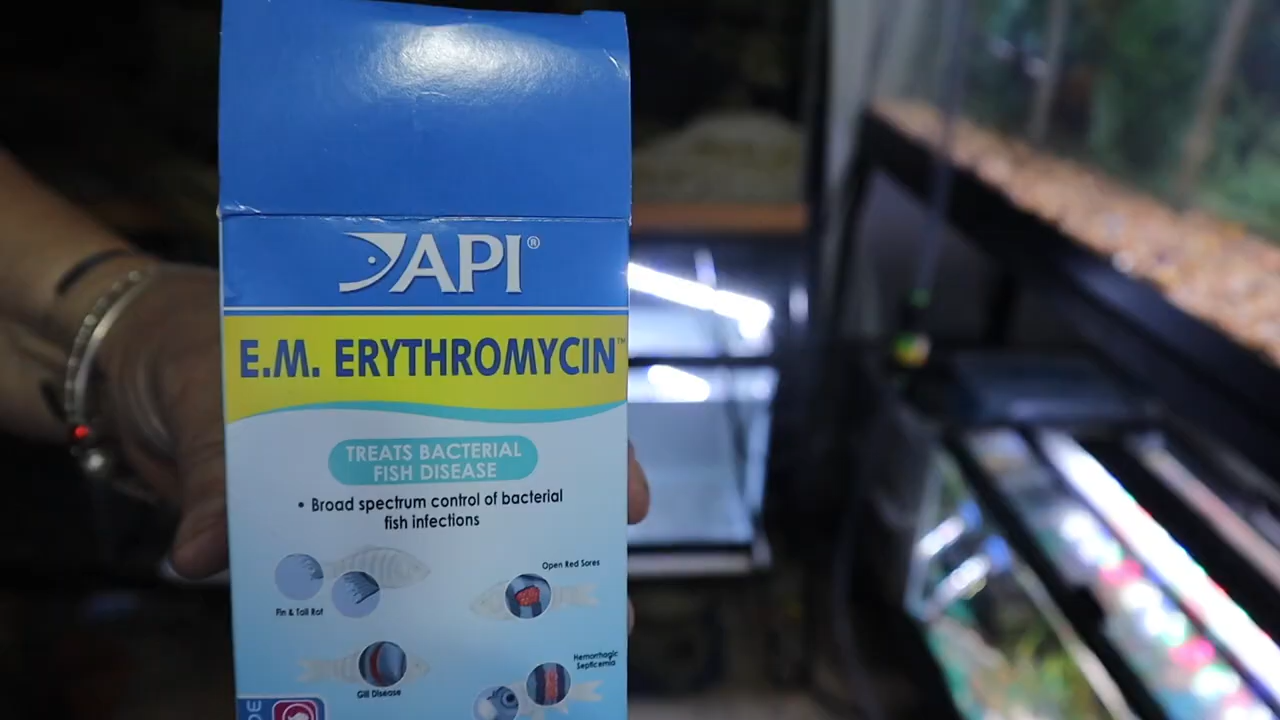 API®
E.M. ERYTHROMYCIN™
TREATS BACTERIAL
FISH DISEASE
• Broad spectrum control of bacterial
fish infections
Open Red Sores
Fin & Tail Rot
Hemorrhagic
Septicemia
Gill Disease